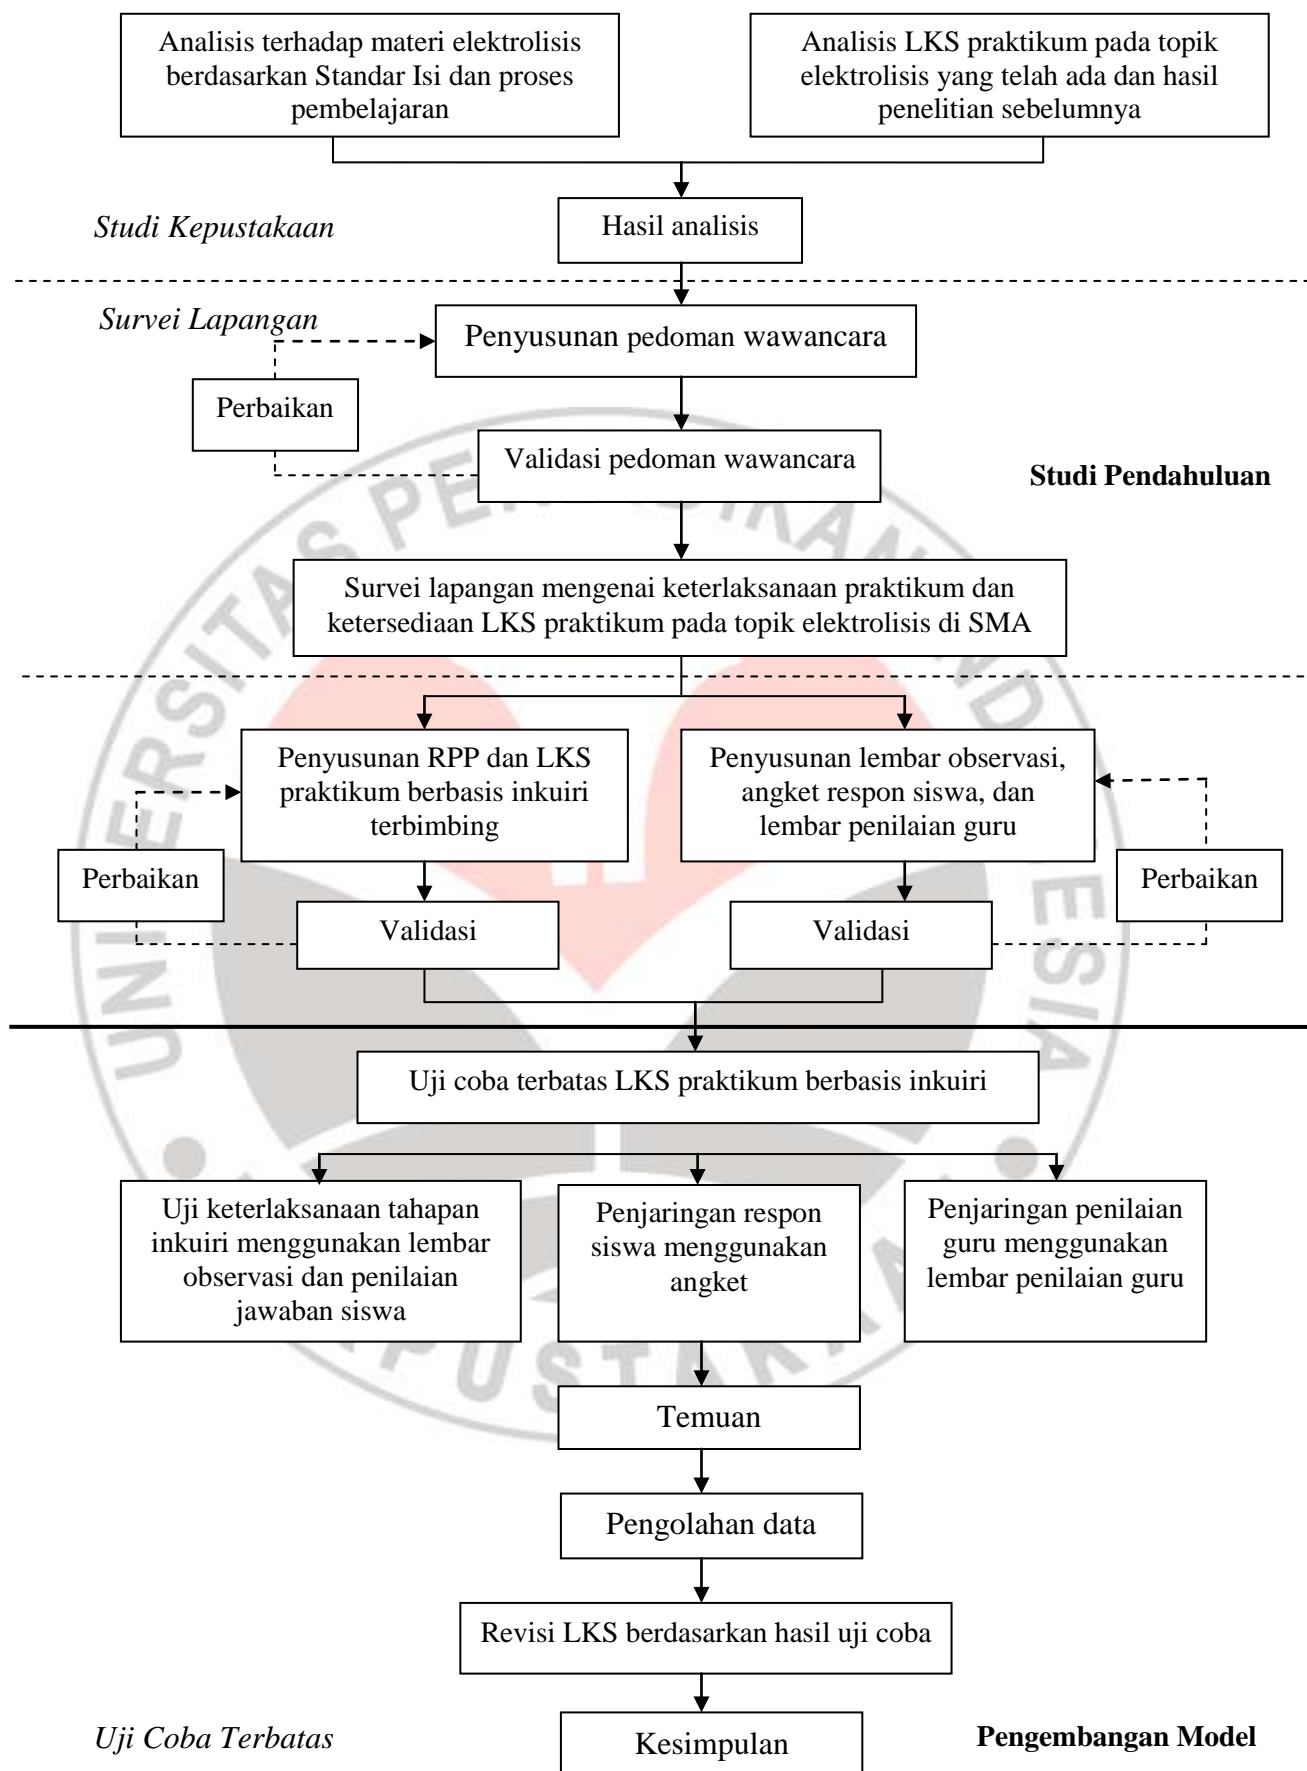 Analisis terhadap materi elektrolisis
berdasarkan Standar Isi dan proses
pembelajaran
Analisis LKS praktikum pada topik
elektrolisis yang telah ada dan hasil
penelitian sebelumnya
Studi Kepustakaan
Hasil analisis
Survei Lapangan
Penyusunan pedoman wawancara
Perbaikan
Validasi pedoman wawancara
Studi Pendahuluan
Survei lapangan mengenai keterlaksanaan praktikum dan
ketersediaan LKS praktikum pada topik elektrolisis di SMA
Penyusunan RPP dan LKS
praktikum berbasis inkuiri
terbimbing
Penyusunan lembar observasi,
angket respon siswa, dan
lembar penilaian guru
Perbaikan
Perbaikan
Validasi
Validasi
Uji coba terbatas LKS praktikum berbasis inkuiri
Uji keterlaksanaan tahapan
inkuiri menggunakan lembar
observasi dan penilaian
jawaban siswa
Penjaringan respon
siswa menggunakan
angket
Penjaringan penilaian
guru menggunakan
lembar penilaian guru
Temuan
Pengolahan data
Revisi LKS berdasarkan hasil uji coba
Uji Coba Terbatas
Kesimpulan
Pengembangan Model